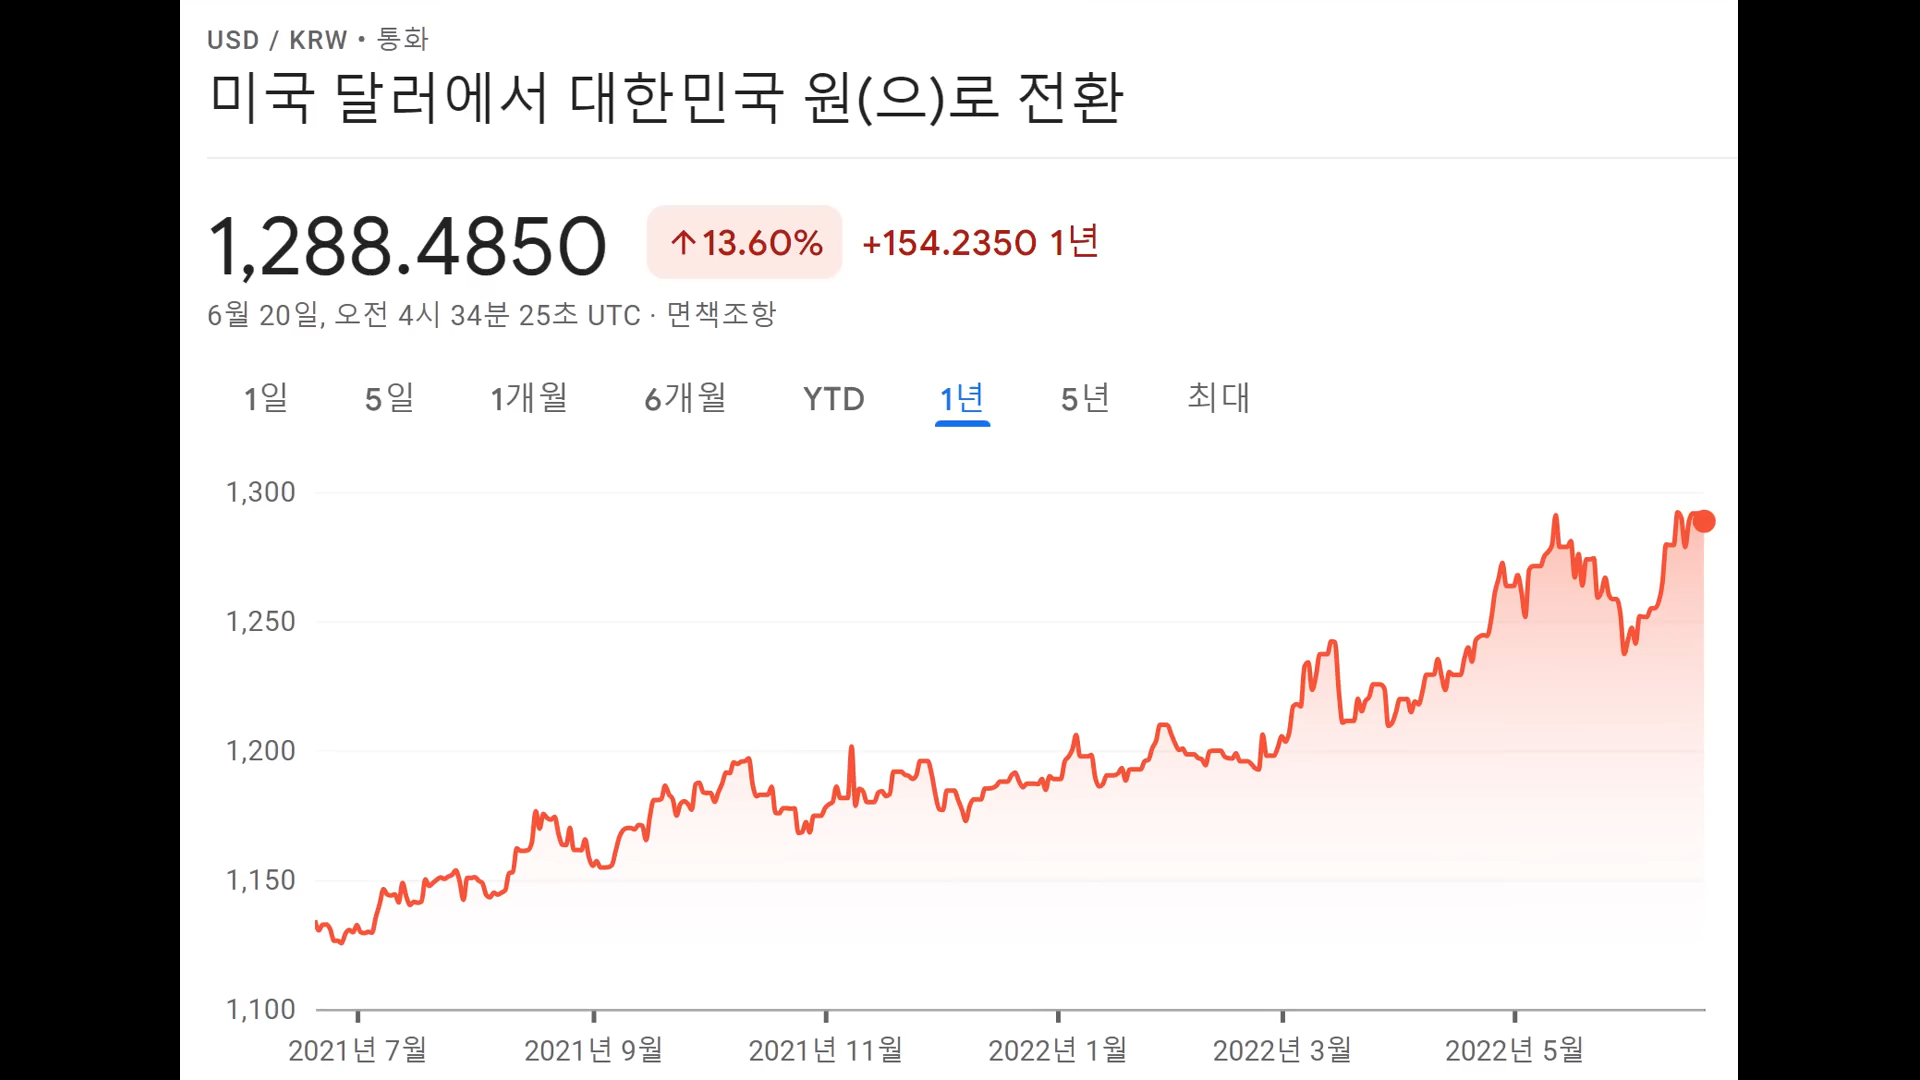 USD / KRW • 통화
미국 달러에서 대한민국 원(으)로 전환
1,288.4850 ↑13.60% +154.2350 1년
6월 20일, 오전 4시 34분 25초 UTC · 면책조항
1일 5일 1개월 6개월 YTD 1년 5년 최대
1,300
1,250
1,200
1,150
1,100
2021년 7월 2021년 9월 2021년 11월 2022년 1월 2022년 3월 2022년 5월